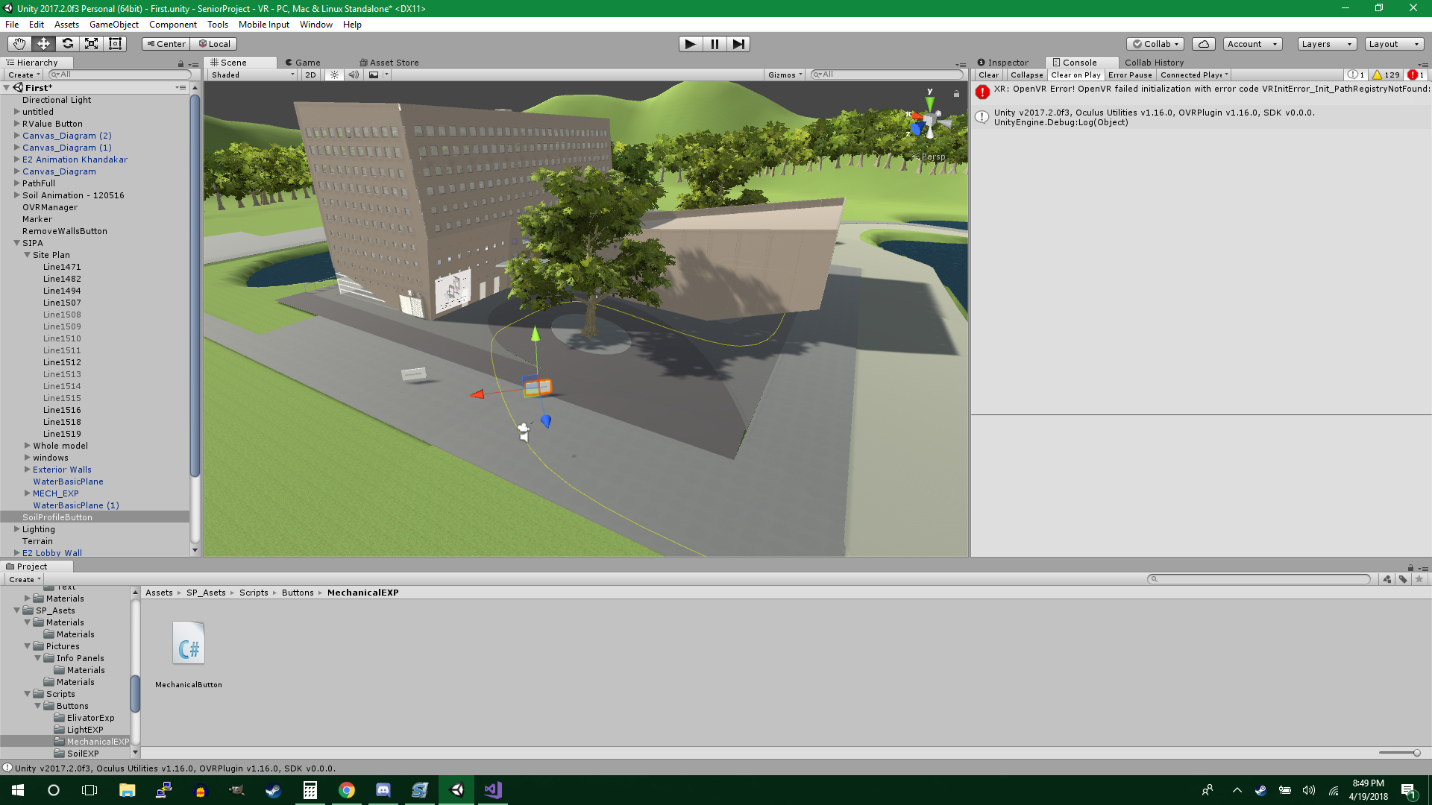 Unity 2017.2.0f3 Personal (64bit) - First.unity - SeniorProject - VR - PC, Mac & Linux Standalone* <DX11>
File Edit Assets GameObject Component Tools Mobile Input Window Help
Center Local Collab Account Layers Layout
Hierarchy Scene Game Asset Store Inspector Console Collab History
Create All Shaded 2D Gizmos All Clear Collapse Clear on Play Error Pause Connected Playe 1 129 1
First*
Directional Light
untitled
RValue Button
Canvas_Diagram (2)
Canvas_Diagram (1)
E2 Animation Khandakar
Canvas_Diagram
PathFull
Soil Animation - 120516
OVRManager
Marker
RemoveWallsButton
SIPA
Site Plan
Line1471
Line1482
Line1494
Line1507
Line1508
Line1509
Line1510
Line1511
Line1512
Line1513
Line1514
Line1515
Line1516
Line1518
Line1519
Whole model
windows
Exterior Walls
WaterBasicPlane
MECH_EXP
WaterBasicPlane (1)
SoilProfileButton
Lighting
Terrain
E2 Lobby Wall
y
x
z
Persp
XR: OpenVR Error! OpenVR failed initialization with error code VRInitError_Init_PathRegistryNotFound:
Unity v2017.2.0f3, Oculus Utilities v1.16.0, OVRPlugin v1.16.0, SDK v0.0.0.
UnityEngine.Debug:Log(Object)
Project
Create
Text
Materials
SP_Asets
Materials
Materials
Pictures
Info Panels
Materials
Materials
Scripts
Buttons
ElivatorExp
LightEXP
MechanicalEXP
SoilEXP
Assets SP_Asets Scripts Buttons MechanicalEXP
C#
MechanicalButton
Unity v2017.2.0f3, Oculus Utilities v1.16.0, OVRPlugin v1.16.0, SDK v0.0.0.
8:49 PM
4/19/2018
1